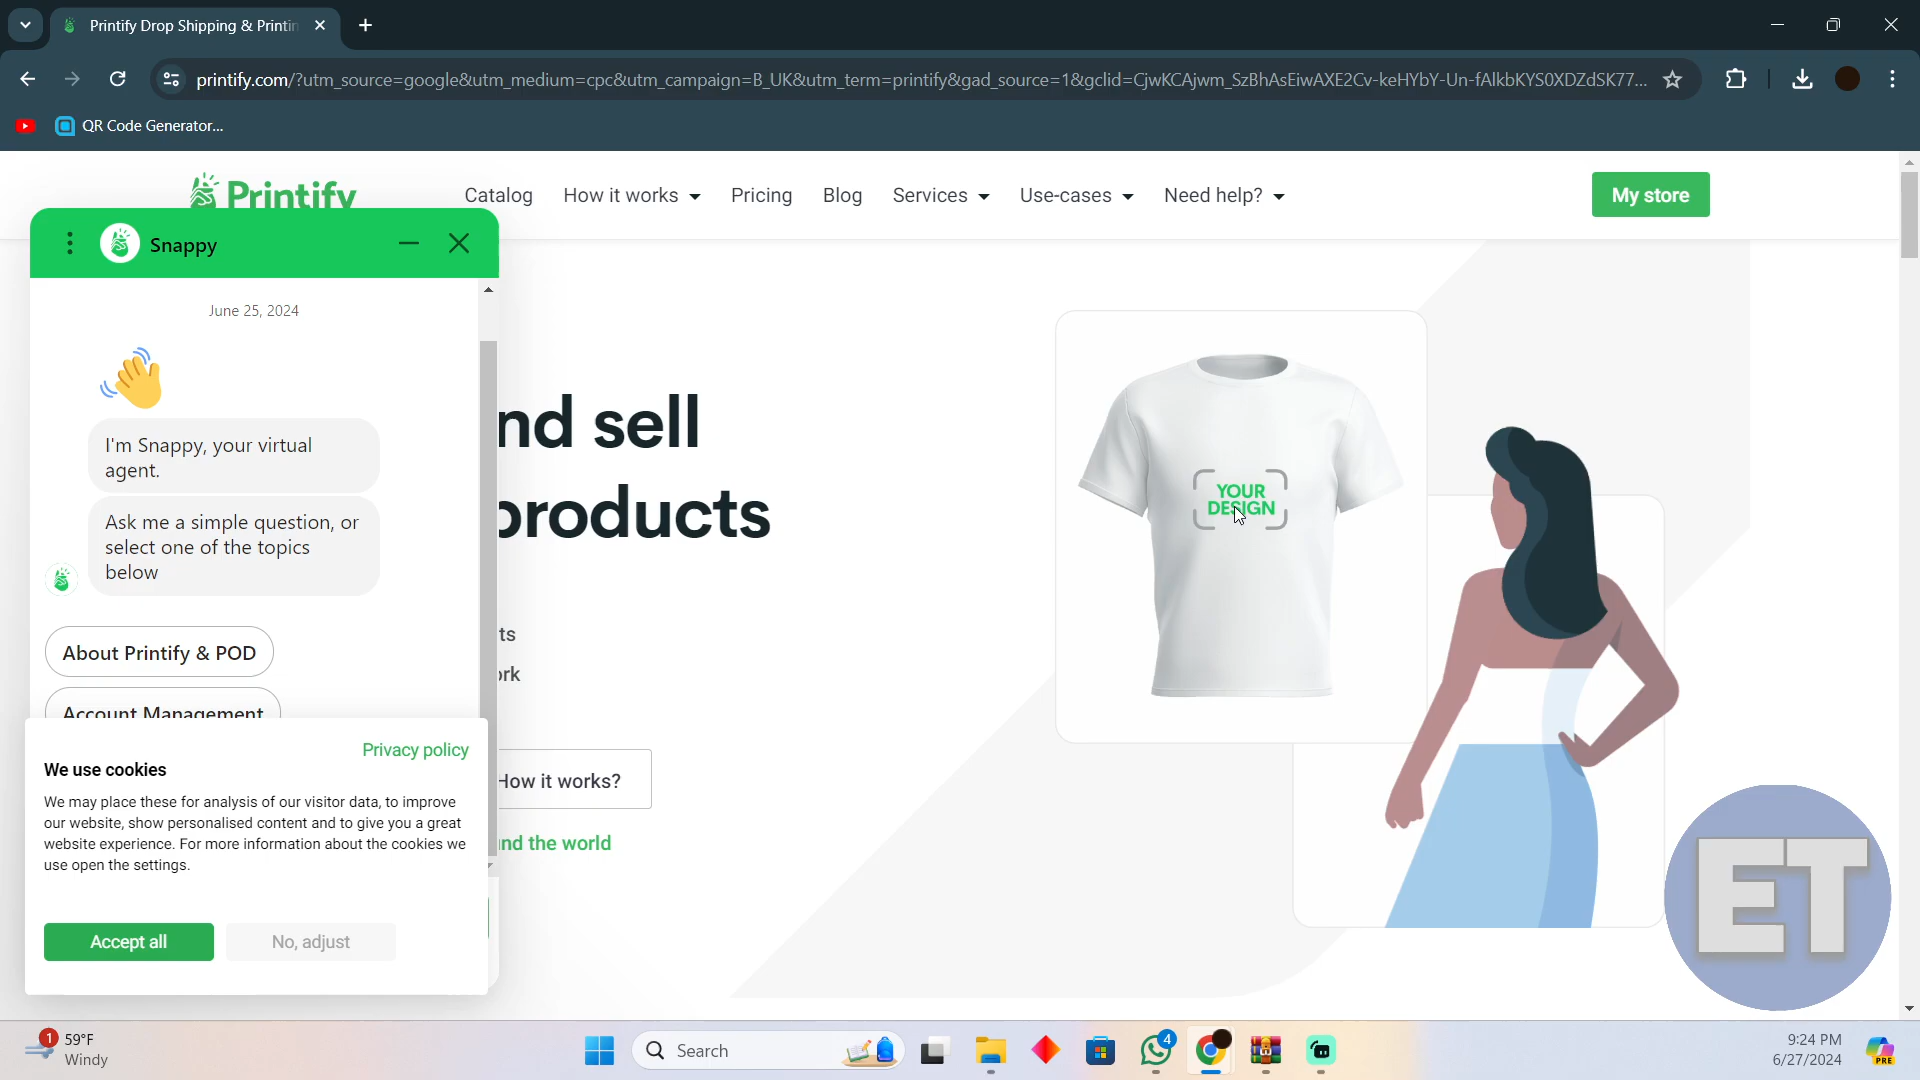 Printify Drop Shipping & Printin
printify.com/?utm_source=google&utm_medium=cpc&utm_campaign=B_UK&utm_term=printify&gad_source=1&gclid=CjwKCAjwm_SzBhAsEiwAXE2Cv-keHYbY-Un-fAlkbKYS0XDZdSK77...
QR Code Generator...
Printify
Catalog How it works Pricing Blog Services Use-cases Need help? My store
Snappy
June 25, 2024
I'm Snappy, your virtual
agent.
Ask me a simple question, or
select one of the topics
below
About Printify & POD
Account Management
Privacy policy
We use cookies
We may place these for analysis of our visitor data, to improve
our website, show personalised content and to give you a great
website experience. For more information about the cookies we
use open the settings.
Accept all No, adjust
nd sell
products
ts
rk
How it works?
nd the world
YOUR
DESIGN
ET
1
59°F
Windy
Search
4
9:24 PM
6/27/2024
PRE